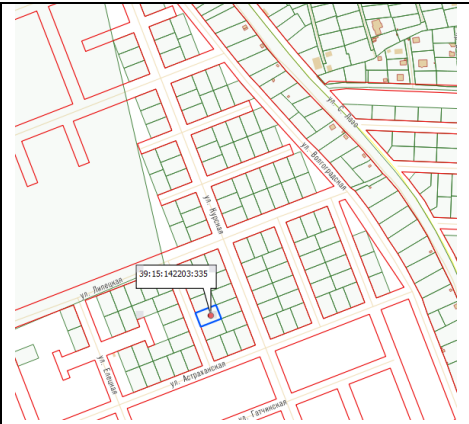 ул. С. Лазо
ул. Волгоградская
ул. Курская
39:15:142203:335
ул. Липецкая
ул. Елецкая
ул. Астраханская
ул. Гатчинская